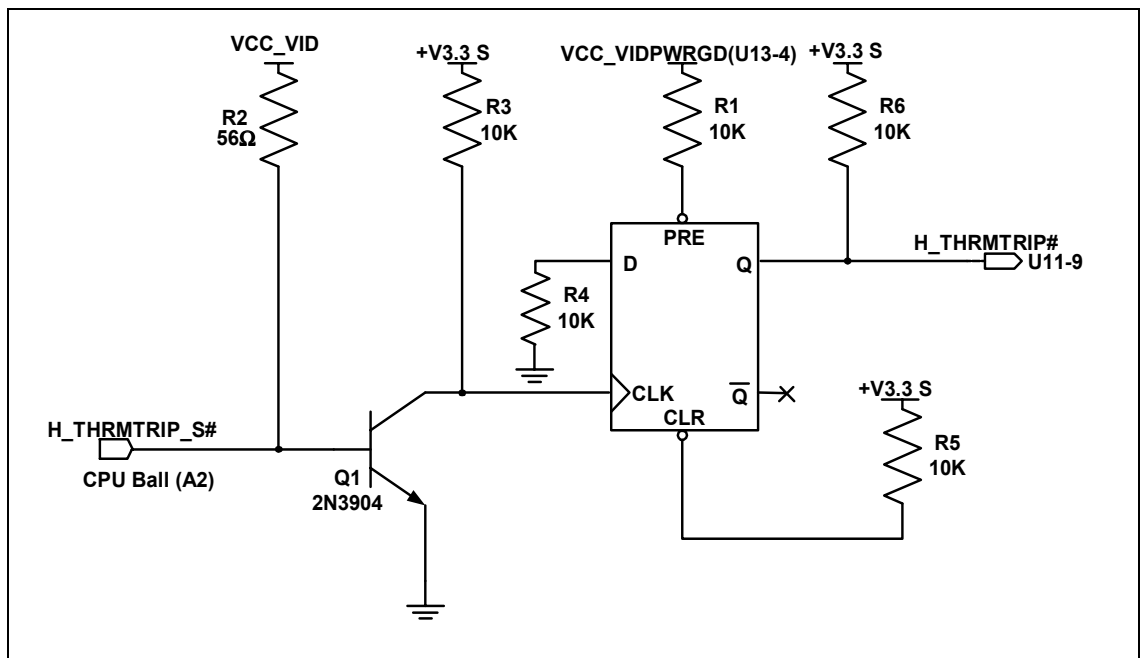 VCC_VID
+V3.3 S
VCC_VIDPWRGD(U13-4)
+V3.3 S
R2
56Ω
R3
10K
R1
10K
R6
10K
PRE
D
Q
H_THRMTRIP#
U11-9
R4
10K
CLK
Q̅
CLR
+V3.3 S
R5
10K
H_THRMTRIP_S#
CPU Ball (A2)
Q1
2N3904